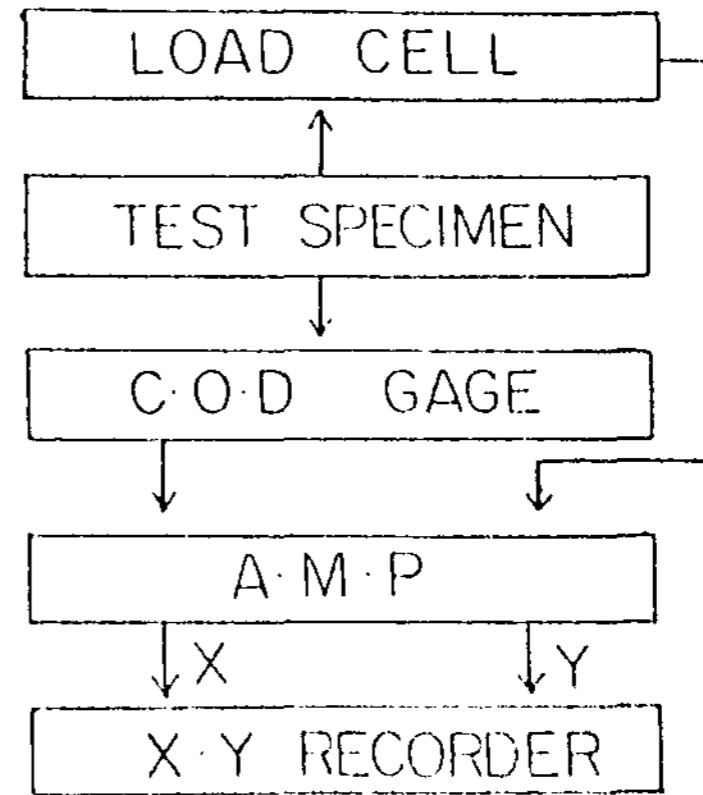 LOAD CELL
TEST SPECIMEN
C·O·D GAGE
A·M·P
X Y
X·Y RECORDER